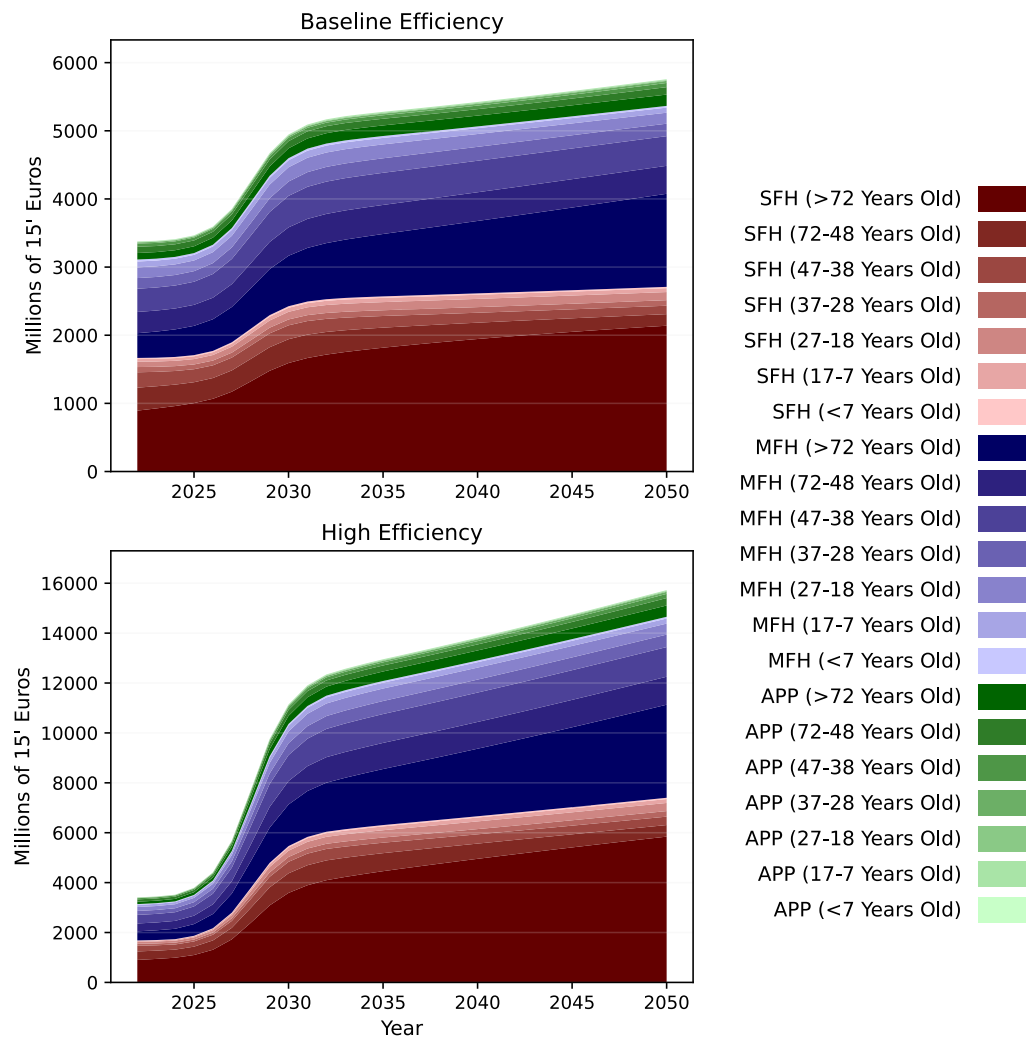 Baseline Efficiency
6000
5000
4000
3000
2000
1000
0
Millions of 15' Euros
2025 2030 2035 2040 2045 2050
High Efficiency
16000
14000
12000
10000
8000
6000
4000
2000
0
Millions of 15' Euros
2025 2030 2035 2040 2045 2050
Year
SFH (>72 Years Old)
SFH (72-48 Years Old)
SFH (47-38 Years Old)
SFH (37-28 Years Old)
SFH (27-18 Years Old)
SFH (17-7 Years Old)
SFH (<7 Years Old)
MFH (>72 Years Old)
MFH (72-48 Years Old)
MFH (47-38 Years Old)
MFH (37-28 Years Old)
MFH (27-18 Years Old)
MFH (17-7 Years Old)
MFH (<7 Years Old)
APP (>72 Years Old)
APP (72-48 Years Old)
APP (47-38 Years Old)
APP (37-28 Years Old)
APP (27-18 Years Old)
APP (17-7 Years Old)
APP (<7 Years Old)